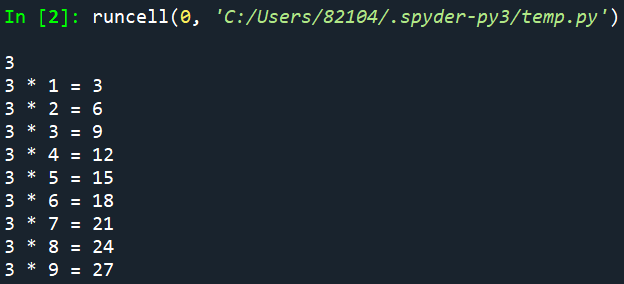 In [2]: runcell(0, 'C:/Users/82104/.spyder-py3/temp.py')
3
3 * 1 = 3
3 * 2 = 6
3 * 3 = 9
3 * 4 = 12
3 * 5 = 15
3 * 6 = 18
3 * 7 = 21
3 * 8 = 24
3 * 9 = 27